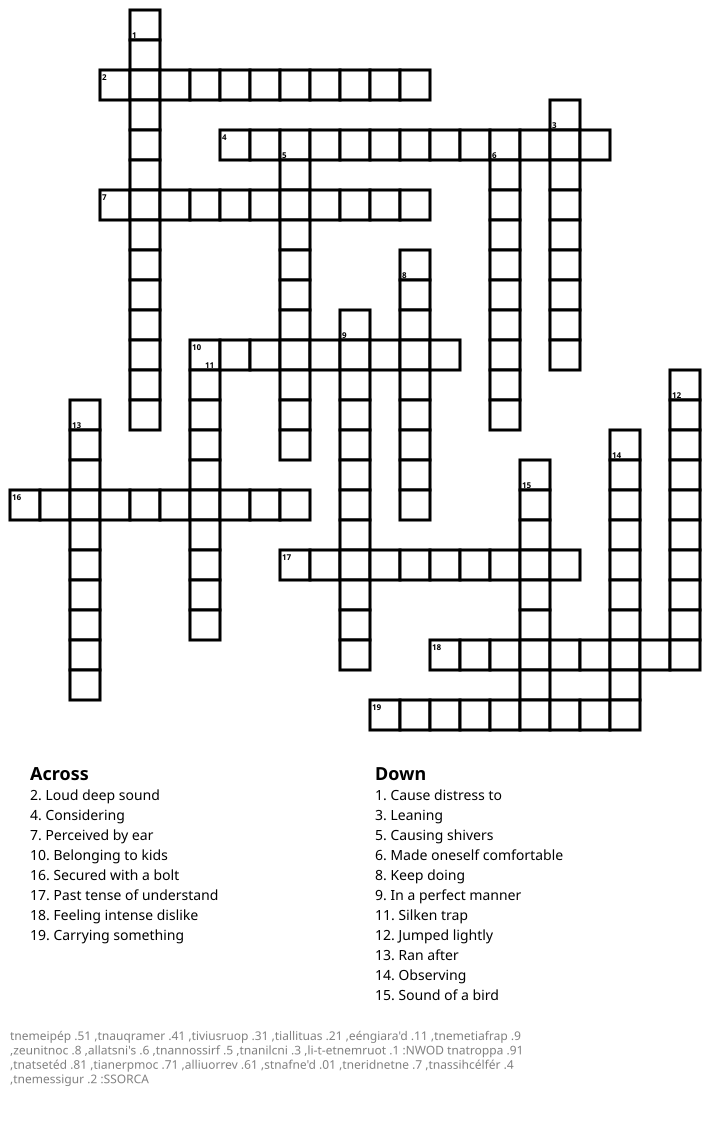 1
2
3
4
5 6
7
8
9
10
11
12
13
14
15
16
17
18
19
Across
2. Loud deep sound
4. Considering
7. Perceived by ear
10. Belonging to kids
16. Secured with a bolt
17. Past tense of understand
18. Feeling intense dislike
19. Carrying something
Down
1. Cause distress to
3. Leaning
5. Causing shivers
6. Made oneself comfortable
8. Keep doing
9. In a perfect manner
11. Silken trap
12. Jumped lightly
13. Ran after
14. Observing
15. Sound of a bird
tnemeipép .51 ,tnauqramer .41 ,tiviusruop .31 ,tiallituas .21 ,eéngiara'd .11 ,tnemetiafrap .9
,zeunitnoc .8 ,allatsni's .6 ,tnannossirf .5 ,tnanilcni .3 ,li-t-etnemruot .1 :NWOD tnatroppa .91
,tnatsetéd .81 ,tianerpmoc .71 ,alliuorrev .61 ,stnafne'd .01 ,tneridnetne .7 ,tnassihcélfér .4
,tnemessigur .2 :SSORCA